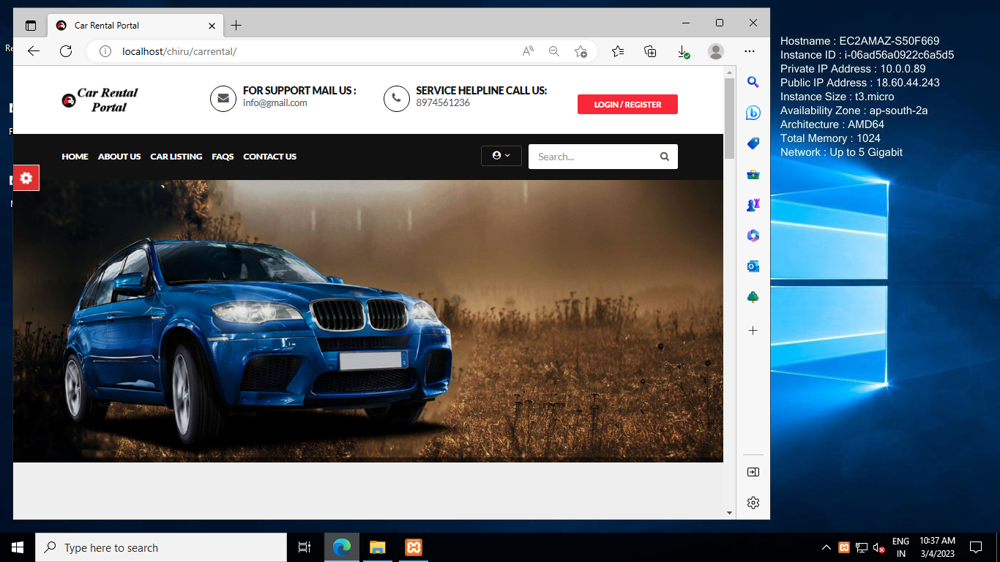 Car Rental Portal
localhost/chiru/carrental/
Hostname : EC2AMAZ-S50F669
Instance ID : i-06ad56a0922c6a5d5
Private IP Address : 10.0.0.89
Public IP Address : 18.60.44.243
Instance Size : t3.micro
Availability Zone : ap-south-2a
Architecture : AMD64
Total Memory : 1024
Network : Up to 5 Gigabit
Car Rental
Portal
FOR SUPPORT MAIL US :
info@gmail.com
SERVICE HELPLINE CALL US:
8974561236
LOGIN / REGISTER
HOME ABOUT US CAR LISTING FAQS CONTACT US
Search...
Type here to search
ENG
IN
10:37 AM
3/4/2023